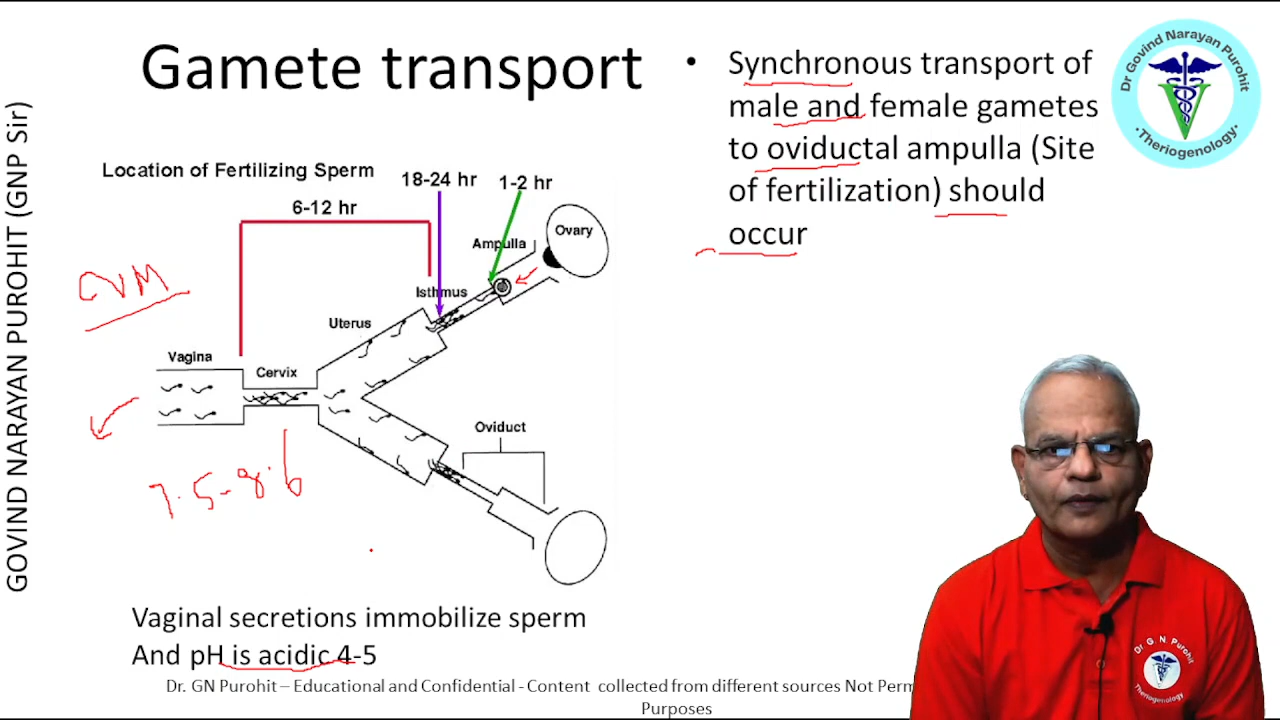 Gamete transport
• Synchronous transport of
male and female gametes
to oviductal ampulla (Site
of fertilization) should
occur
Dr Govind Narayan Purohit
•Theriogenology•
GOVIND NARAYAN PUROHIT (GNP Sir)
Location of Fertilizing Sperm
18-24 hr
1-2 hr
6-12 hr
Ovary
Ampulla
Isthmus
Uterus
CVM
Vagina
Cervix
Oviduct
7.5-8.6
Vaginal secretions immobilize sperm
And pH is acidic 4-5
Dr. G. N. Purohit
Theriogenology
Dr. GN Purohit – Educational and Confidential - Content collected from different sources Not Perm
Purposes